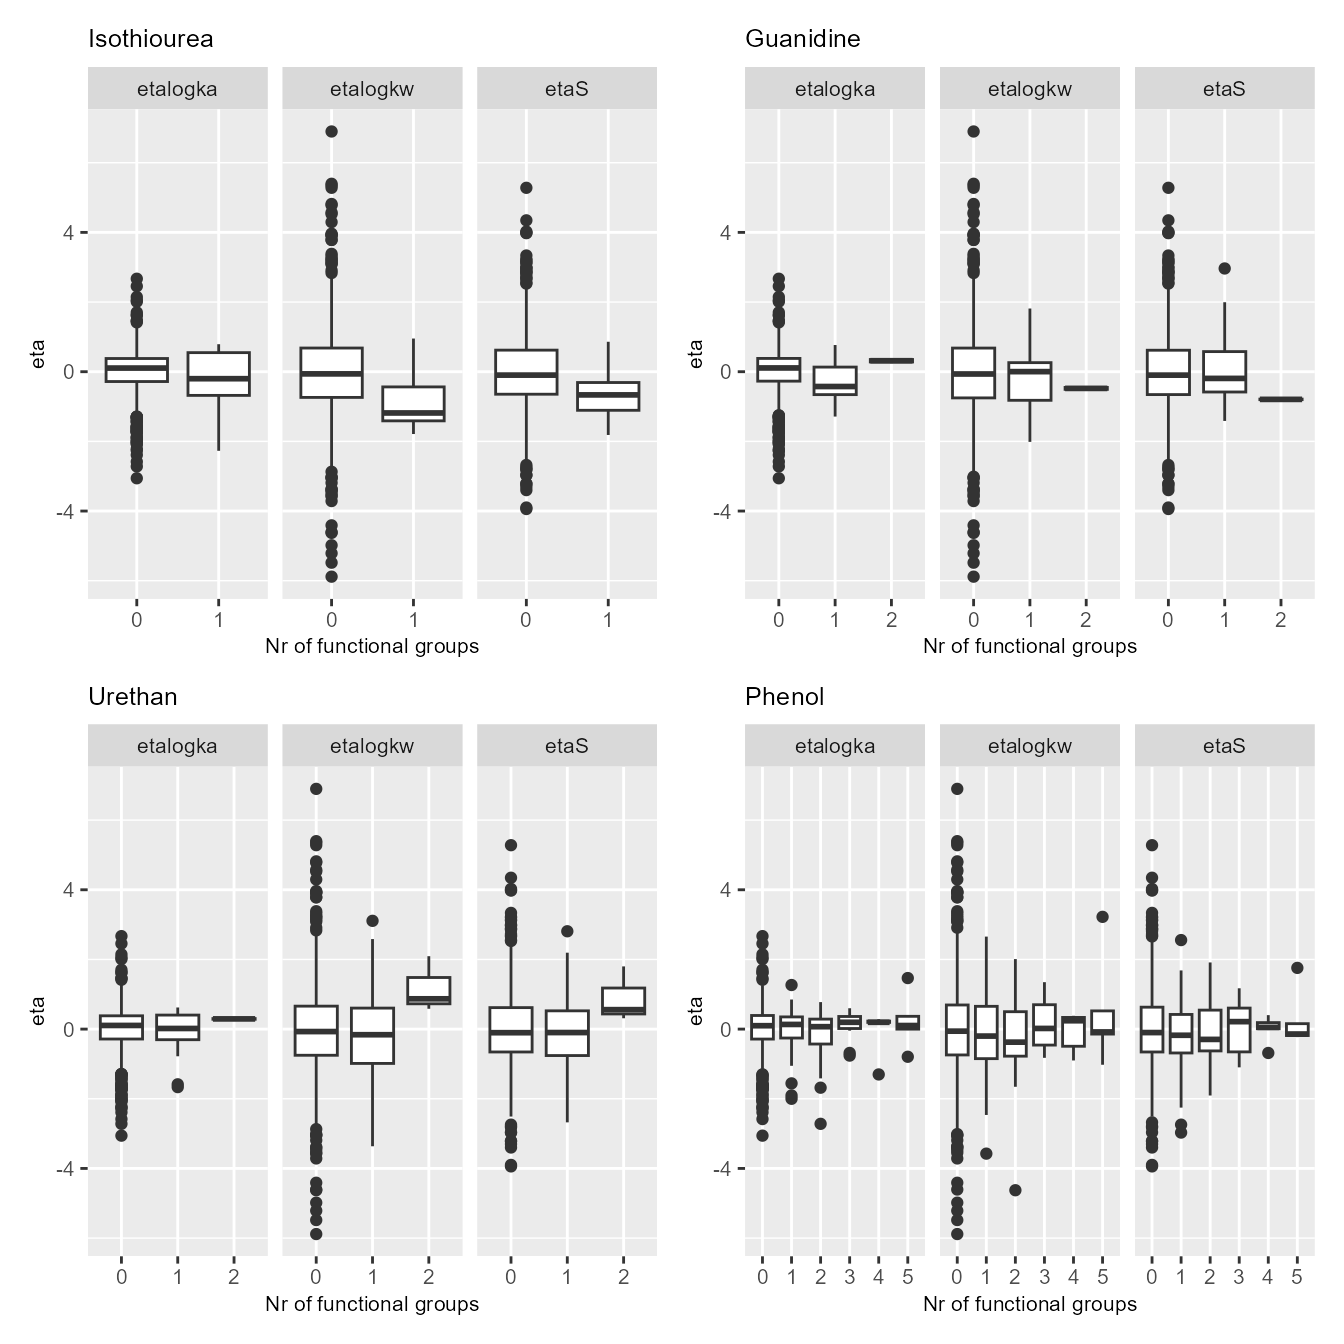 Isothiourea
etalogka etalogkw etaS
4
0
-4
eta
0 1 0 1 0 1
Nr of functional groups
Guanidine
etalogka etalogkw etaS
4
0
-4
eta
0 1 2 0 1 2 0 1 2
Nr of functional groups
Urethan
etalogka etalogkw etaS
4
0
-4
eta
0 1 2 0 1 2 0 1 2
Nr of functional groups
Phenol
etalogka etalogkw etaS
4
0
-4
eta
0 1 2 3 4 5 0 1 2 3 4 5 0 1 2 3 4 5
Nr of functional groups